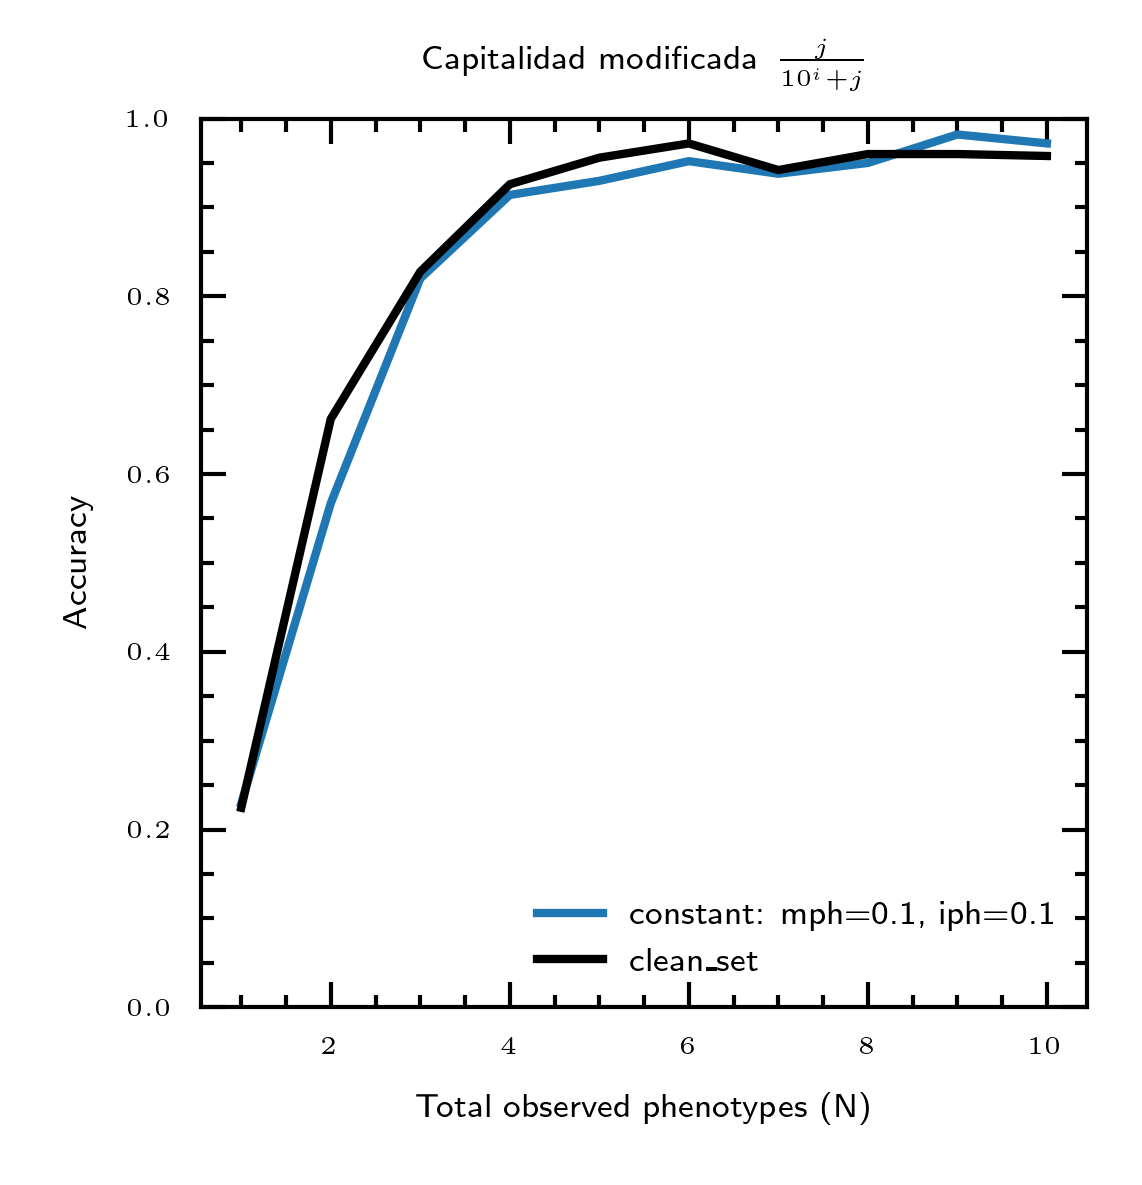 Capitalidad modificada $\frac{j}{10^i+j}$
1.0
0.8
0.6
0.4
0.2
0.0
Accuracy
constant: mph=0.1, iph=0.1
clean_set
2 4 6 8 10
Total observed phenotypes (N)